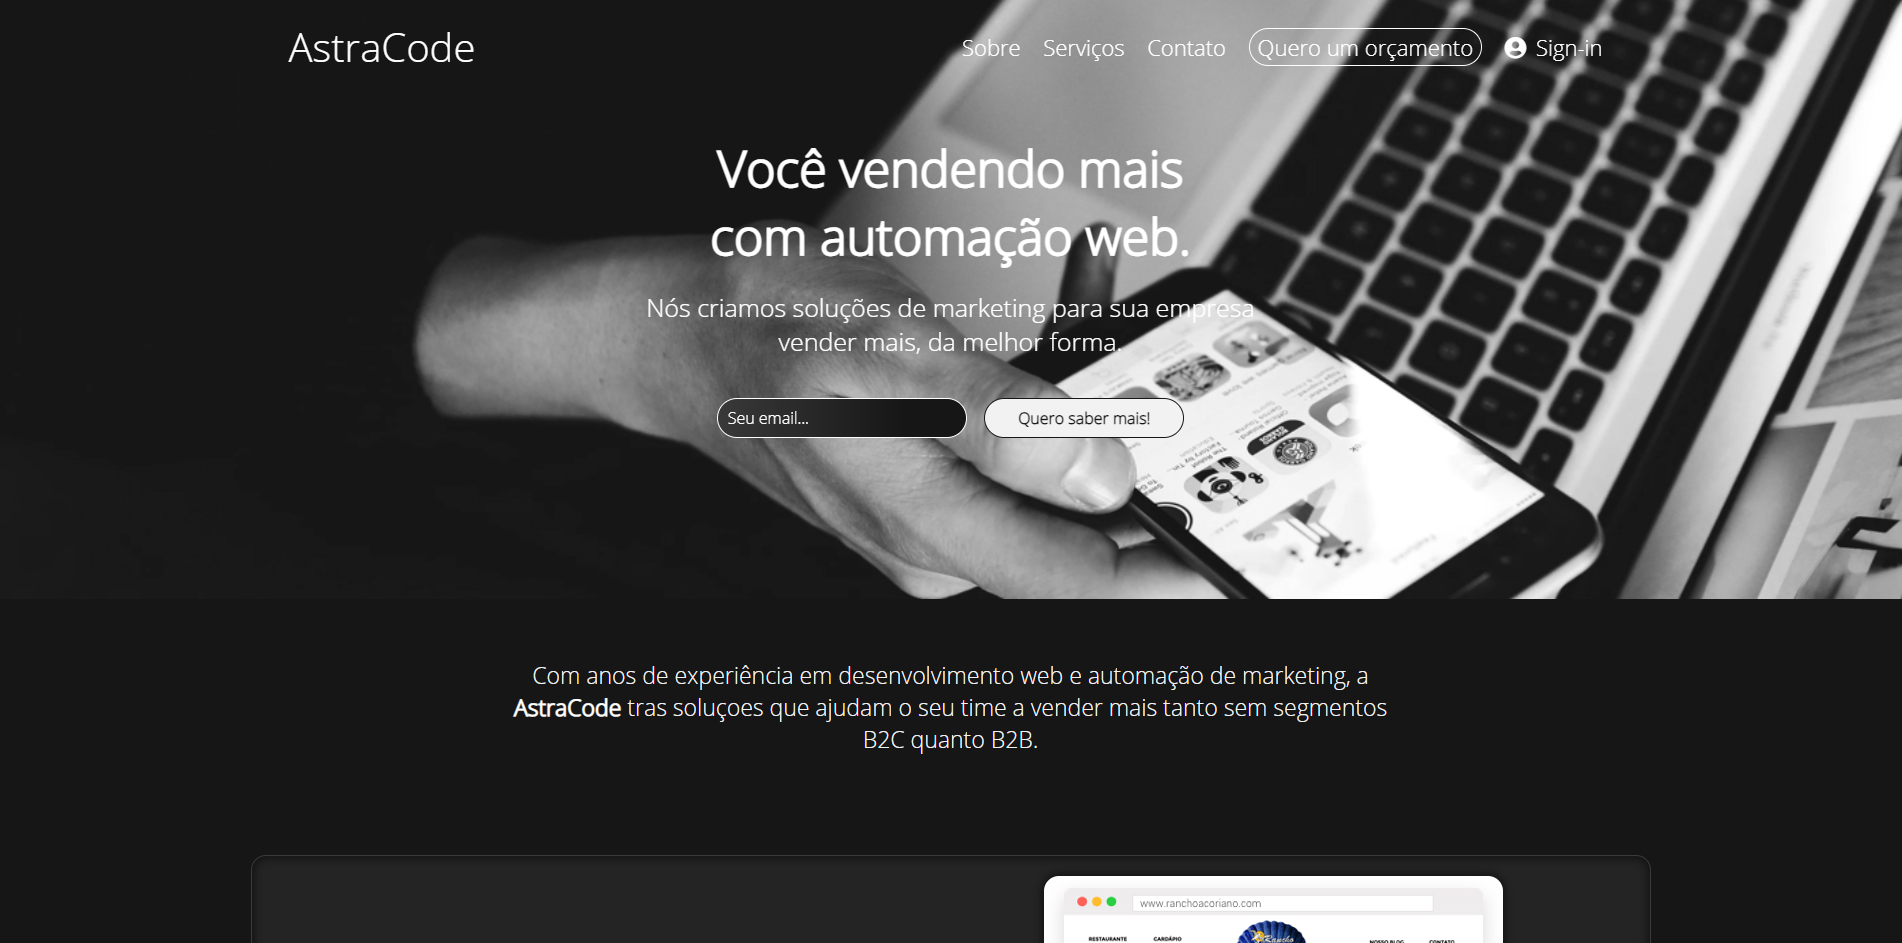 AstraCode
Sobre Serviços Contato Quero um orçamento Sign-in
Você vendendo mais
com automação web.
Nós criamos soluções de marketing para sua empresa
vender mais, da melhor forma.
Seu email... Quero saber mais!
Com anos de experiência em desenvolvimento web e automação de marketing, a
AstraCode tras soluçoes que ajudam o seu time a vender mais tanto sem segmentos
B2C quanto B2B.
www.ranchoacoriano.com
RESTAURANTE CARDÁPIO Rancho NOSSO BLOG CONTATO